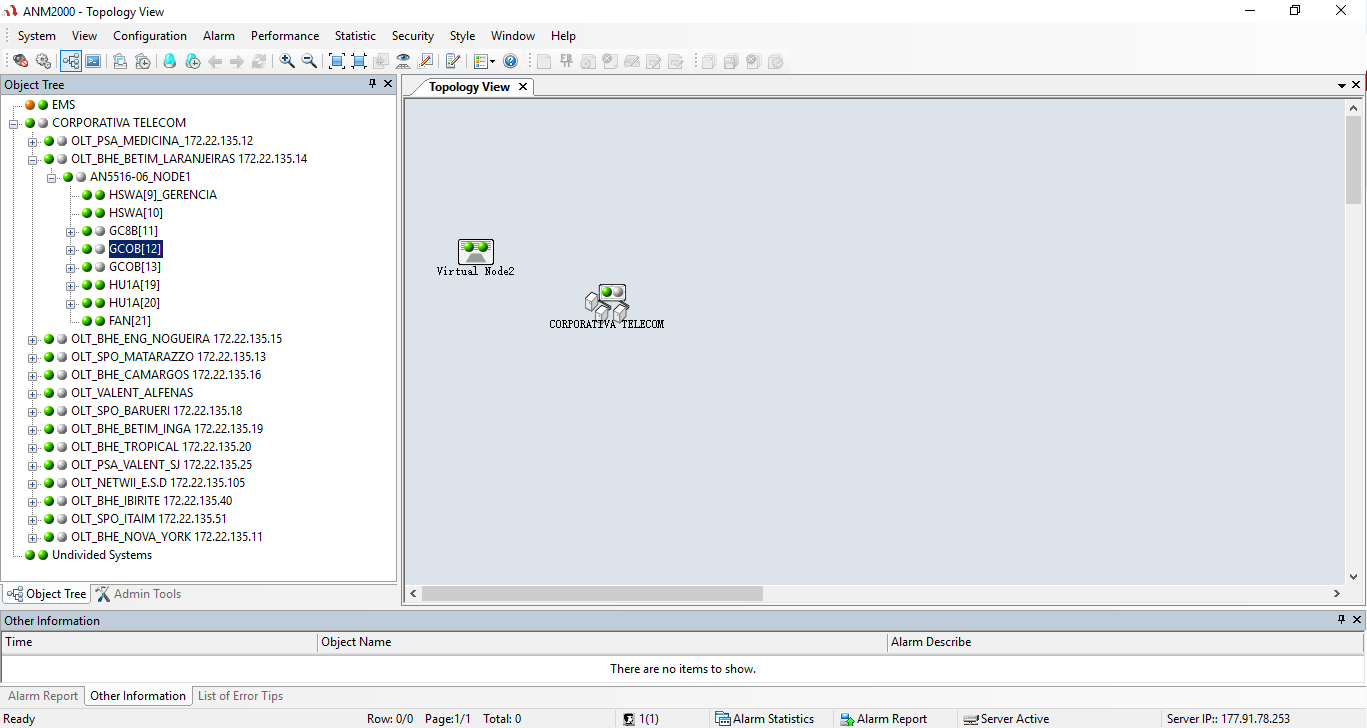 ANM2000 - Topology View
System View Configuration Alarm Performance Statistic Security Style Window Help
Object Tree
EMS
CORPORATIVA TELECOM
OLT_PSA_MEDICINA_172.22.135.12
OLT_BHE_BETIM_LARANJEIRAS 172.22.135.14
AN5516-06_NODE1
HSWA[9]_GERENCIA
HSWA[10]
GC8B[11]
GCOB[12]
GCOB[13]
HU1A[19]
HU1A[20]
FAN[21]
OLT_BHE_ENG_NOGUEIRA 172.22.135.15
OLT_SPO_MATARAZZO 172.22.135.13
OLT_BHE_CAMARGOS 172.22.135.16
OLT_VALENT_ALFENAS
OLT_SPO_BARUERI 172.22.135.18
OLT_BHE_BETIM_INGA 172.22.135.19
OLT_BHE_TROPICAL 172.22.135.20
OLT_PSA_VALENT_SJ 172.22.135.25
OLT_NETWII_E.S.D 172.22.135.105
OLT_BHE_IBIRITE 172.22.135.40
OLT_SPO_ITAIM 172.22.135.51
OLT_BHE_NOVA_YORK 172.22.135.11
Undivided Systems
Object Tree Admin Tools
Topology View
Virtual Node2
CORPORATIVA TELECOM
Other Information
Time Object Name Alarm Describe
There are no items to show.
Alarm Report Other Information List of Error Tips
Ready Row: 0/0 Page:1/1 Total: 0 1(1) Alarm Statistics Alarm Report Server Active Server IP:: 177.91.78.253